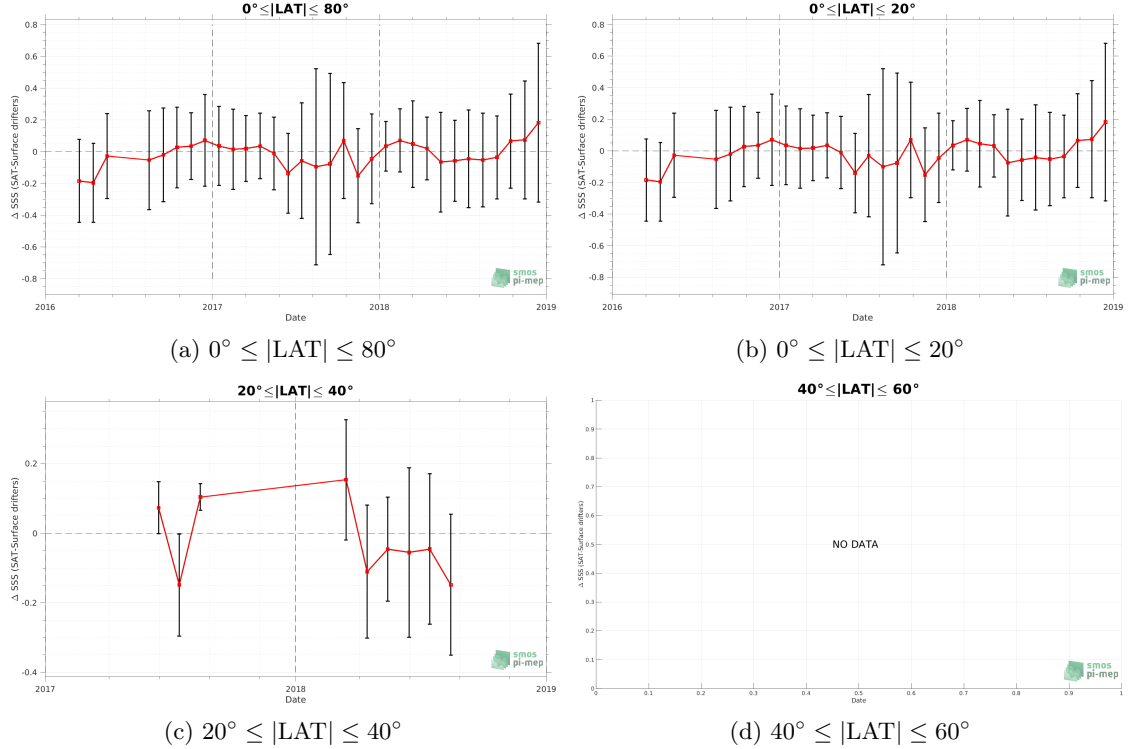 0°≤|LAT|≤ 80°
Δ SSS (SAT-Surface drifters)
0.8
0.6
0.4
0.2
0
-0.2
-0.4
-0.6
-0.8
2016
2017
2018
2019
Date
smos
pi-mep
(a) 0° ≤ |LAT| ≤ 80°
0°≤|LAT|≤ 20°
Δ SSS (SAT-Surface drifters)
0.8
0.6
0.4
0.2
0
-0.2
-0.4
-0.6
-0.8
2016
2017
2018
2019
Date
smos
pi-mep
(b) 0° ≤ |LAT| ≤ 20°
20°≤|LAT|≤ 40°
Δ SSS (SAT-Surface drifters)
0.2
0
-0.2
-0.4
2017
2018
2019
Date
smos
pi-mep
(c) 20° ≤ |LAT| ≤ 40°
40°≤|LAT|≤ 60°
Δ SSS (SAT-Surface drifters)
1
0.9
0.8
0.7
0.6
0.5
0.4
0.3
0.2
0.1
0
NO DATA
0 0.1 0.2 0.3 0.4 0.5 0.6 0.7 0.8 0.9 1
Date
smos
pi-mep
(d) 40° ≤ |LAT| ≤ 60°